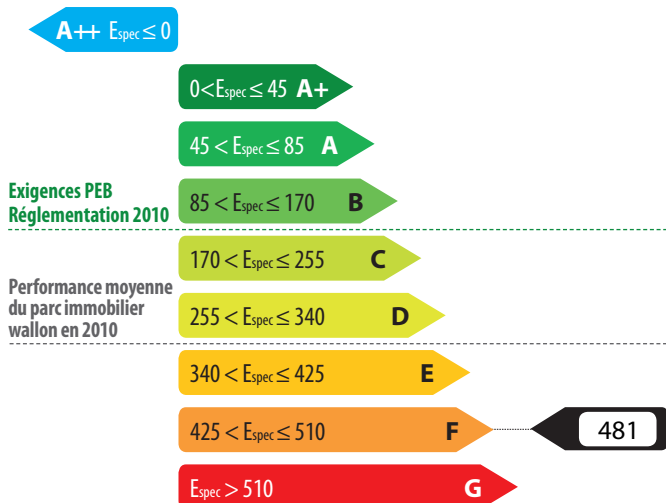 A++ Espec ≤ 0
0 < Espec ≤ 45 A+
45 < Espec ≤ 85 A
Exigences PEB
Réglementation 2010
85 < Espec ≤ 170 B
170 < Espec ≤ 255 C
Performance moyenne
du parc immobilier
wallon en 2010
255 < Espec ≤ 340 D
340 < Espec ≤ 425 E
425 < Espec ≤ 510 F 481
Espec > 510 G